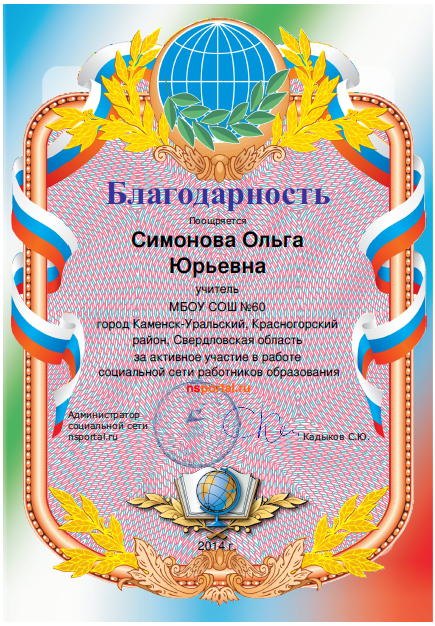 Благодарность
Поощряется
Симонова Ольга
Юрьевна
учитель
МБОУ СОШ №60
город Каменск-Уральский, Красногорский
район, Свердловская область
за активное участие в работе
социальной сети работников образования
nsportal.ru
Администратор
социальной сети
nsportal.ru
Кадыков С.Ю.
2014 г.